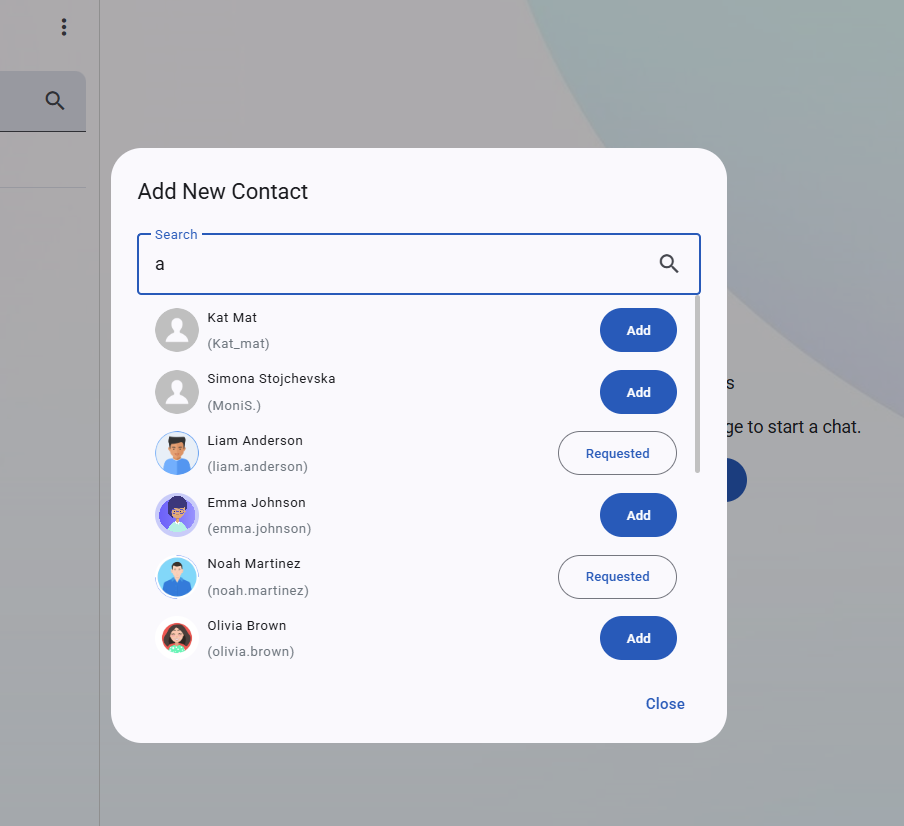 Add New Contact
Search
a
Kat Mat
(Kat_mat)
Add
Simona Stojchevska
(MoniS.)
Add
Liam Anderson
(liam.anderson)
Requested
Emma Johnson
(emma.johnson)
Add
Noah Martinez
(noah.martinez)
Requested
Olivia Brown
(olivia.brown)
Add
Close
to start a chat.